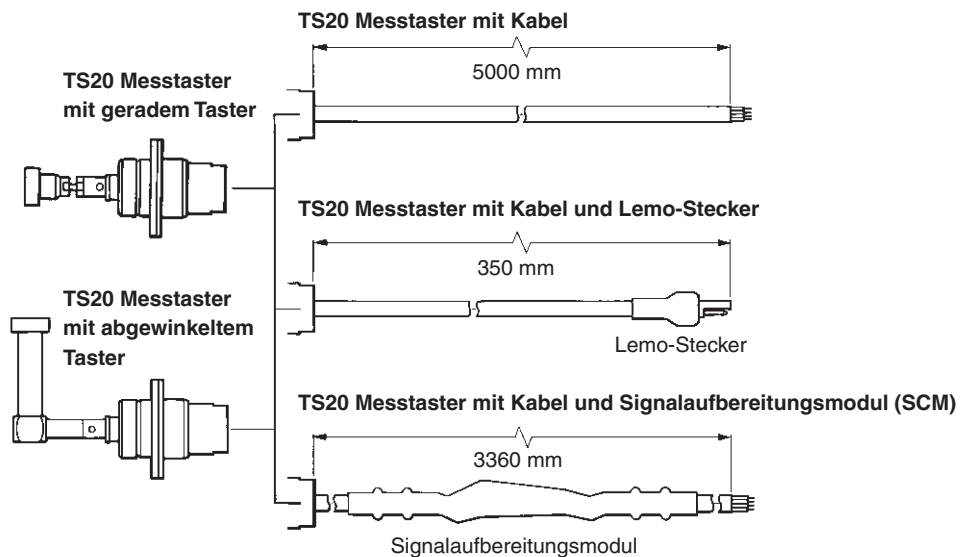 TS20 Messtaster mit Kabel
5000 mm
TS20 Messtaster
mit geradem Taster
TS20 Messtaster mit Kabel und Lemo-Stecker
350 mm
Lemo-Stecker
TS20 Messtaster
mit abgewinkeltem
Taster
TS20 Messtaster mit Kabel und Signalaufbereitungsmodul (SCM)
3360 mm
Signalaufbereitungsmodul